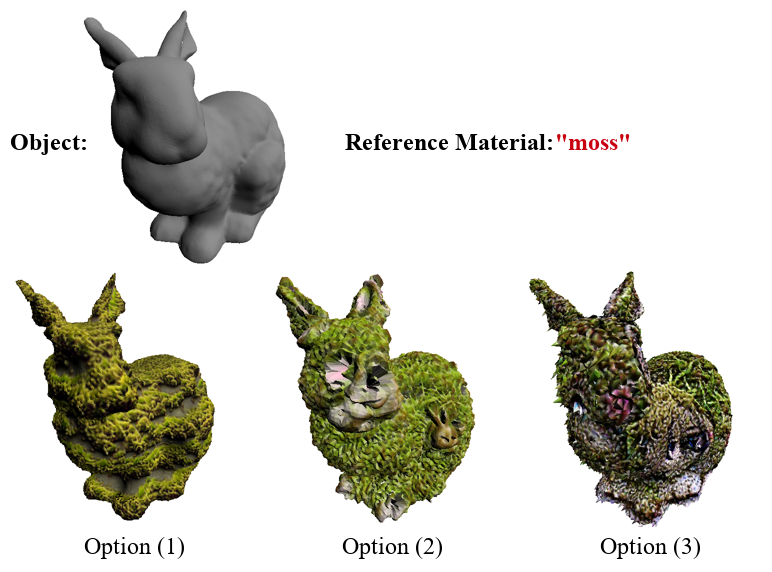 Object:
Reference Material:"moss"
Option (1)
Option (2)
Option (3)